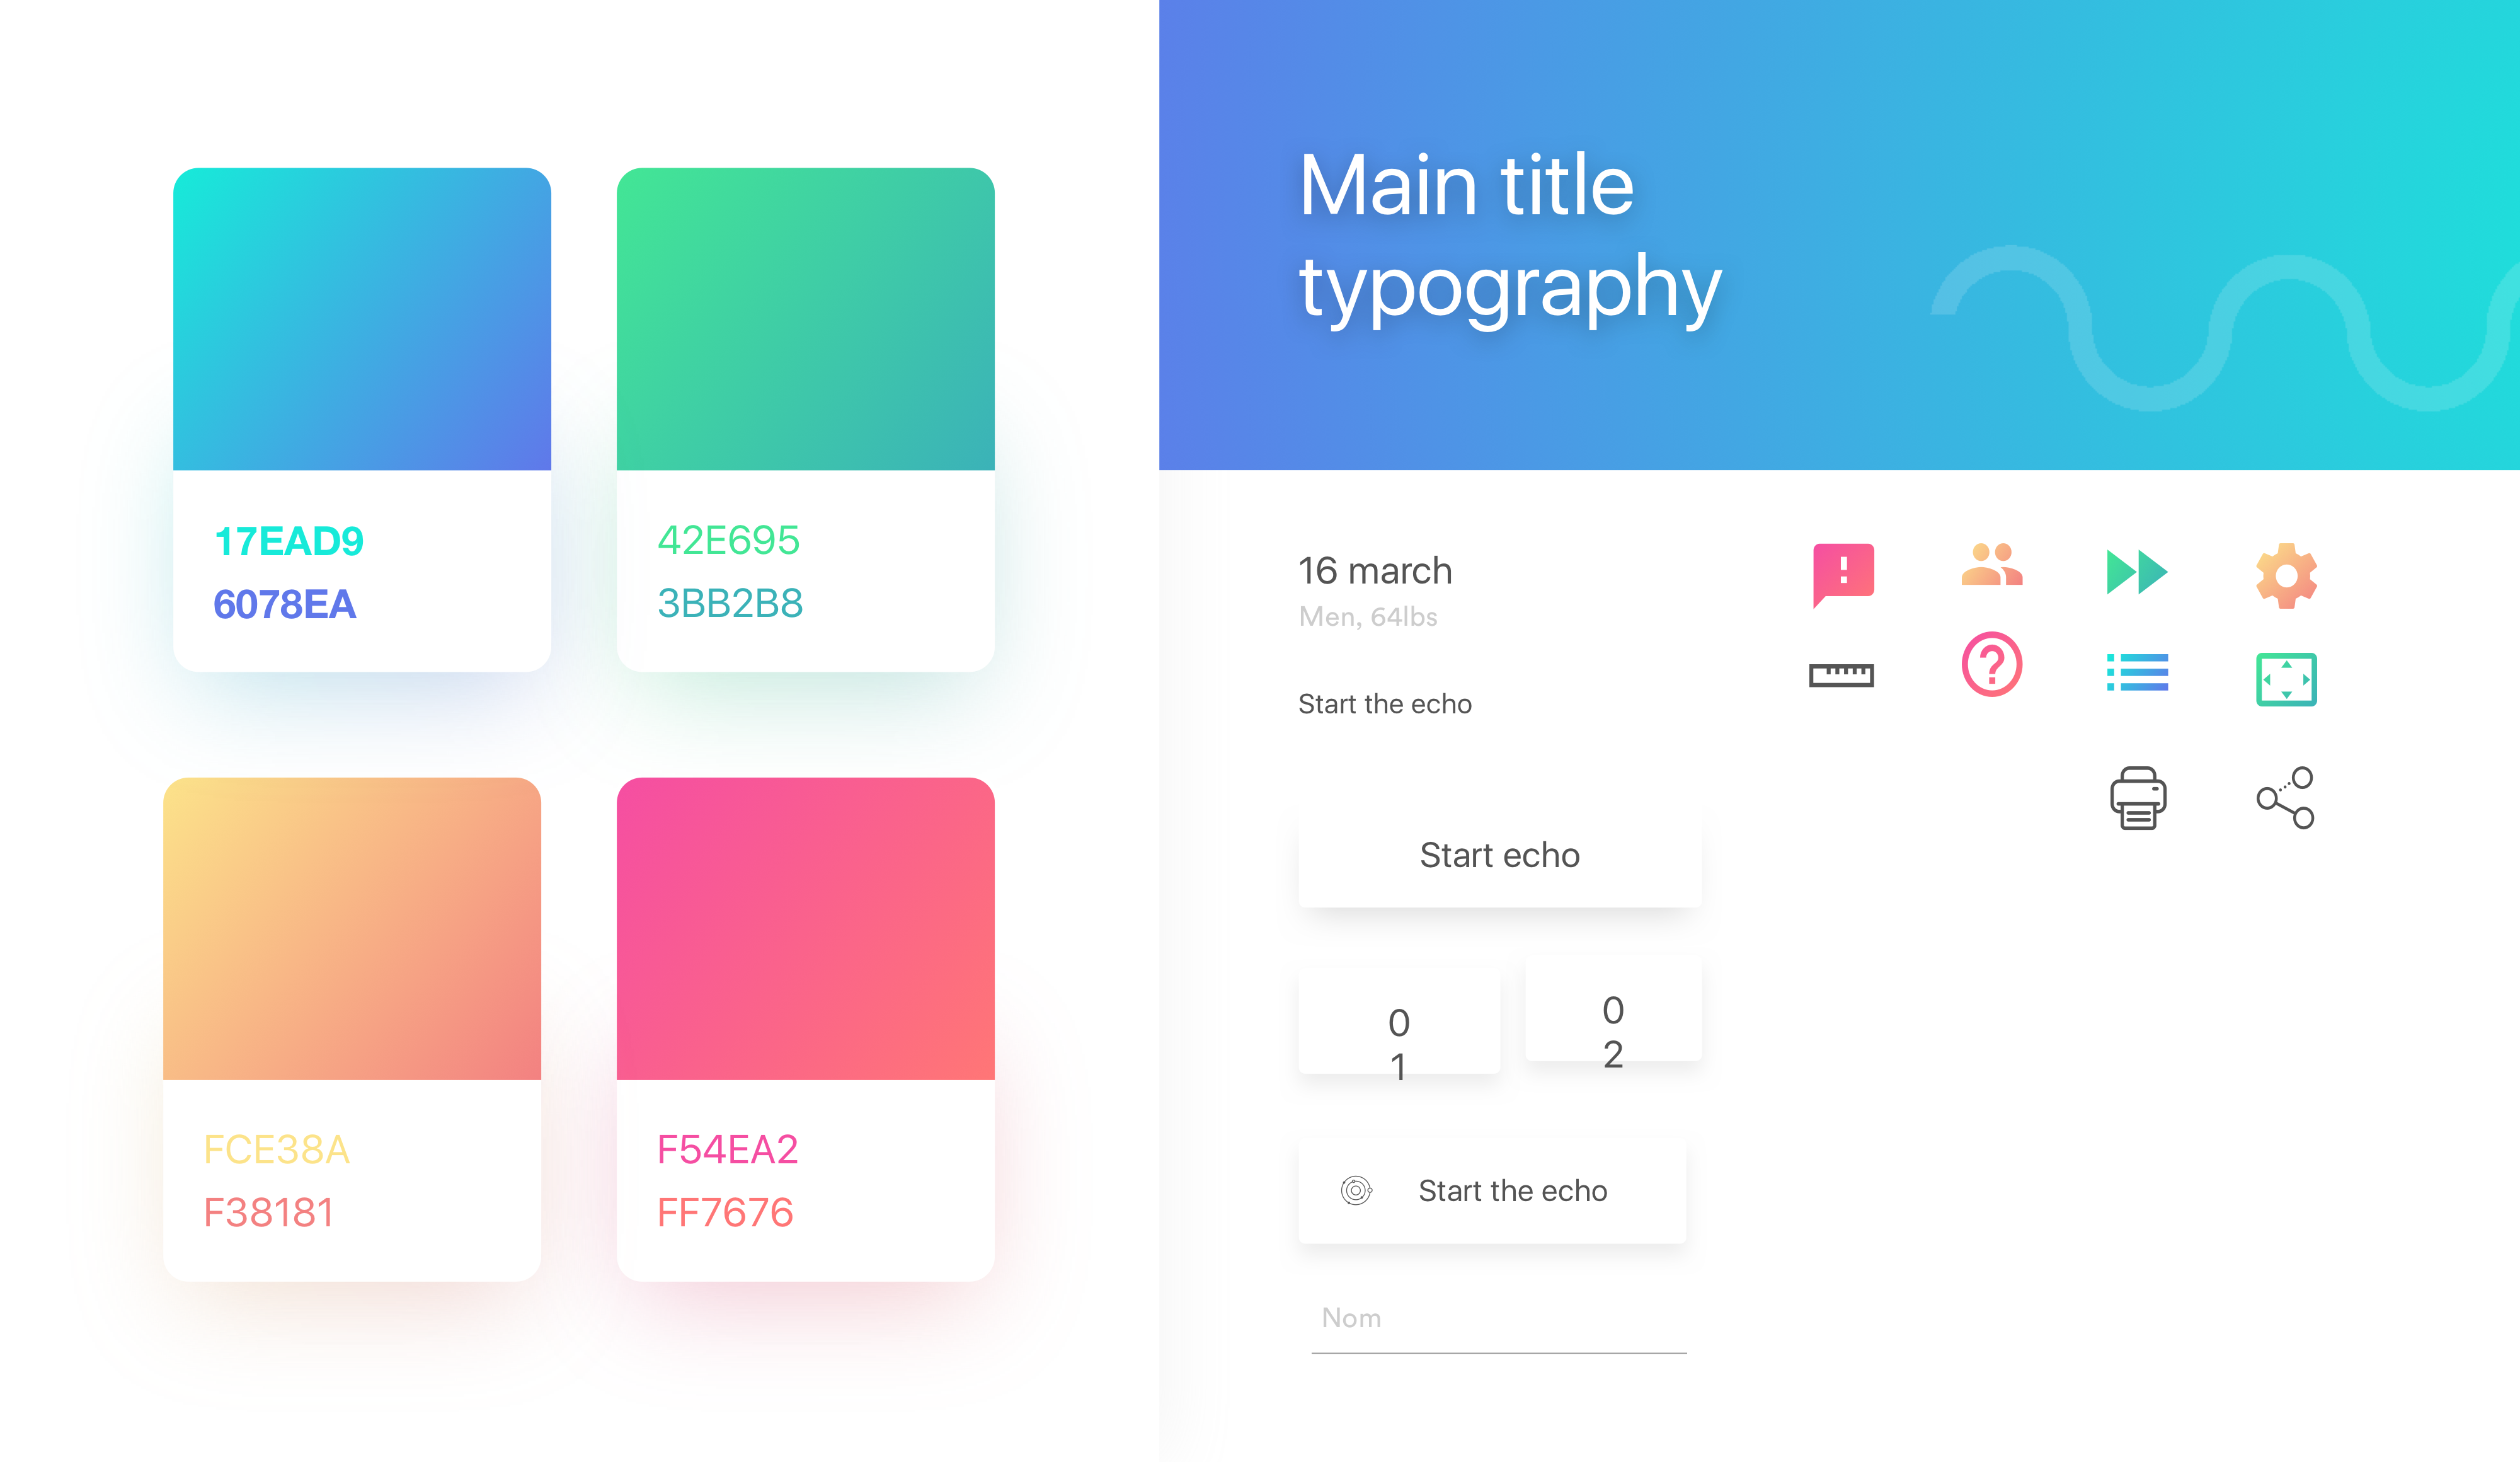 17EAD9
6078EA
42E695
3BB2B8
FCE38A
F38181
F54EA2
FF7676
Main title
typography
16 march
Men, 64lbs
Start the echo
Start echo
0
1
0
2
Start the echo
Nom